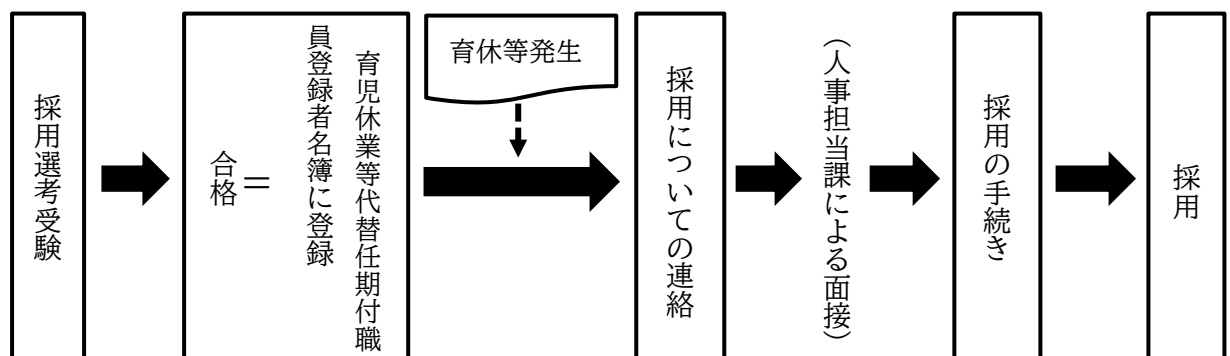 採用選考受験
合格＝
育児休業等代替任期付職
員登録者名簿に登録
育休等発生
採用についての連絡
（人事担当課による面接）
採用の手続き
採用